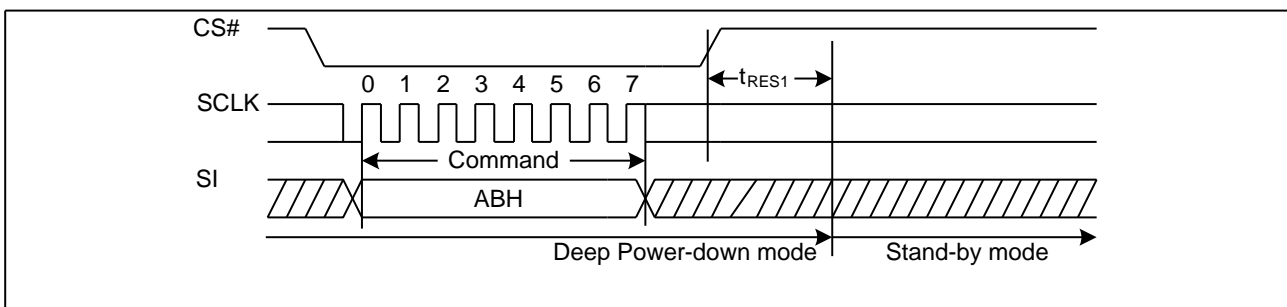 CS#
tRES1
0 1 2 3 4 5 6 7
SCLK
Command
SI
ABH
Deep Power-down mode Stand-by mode